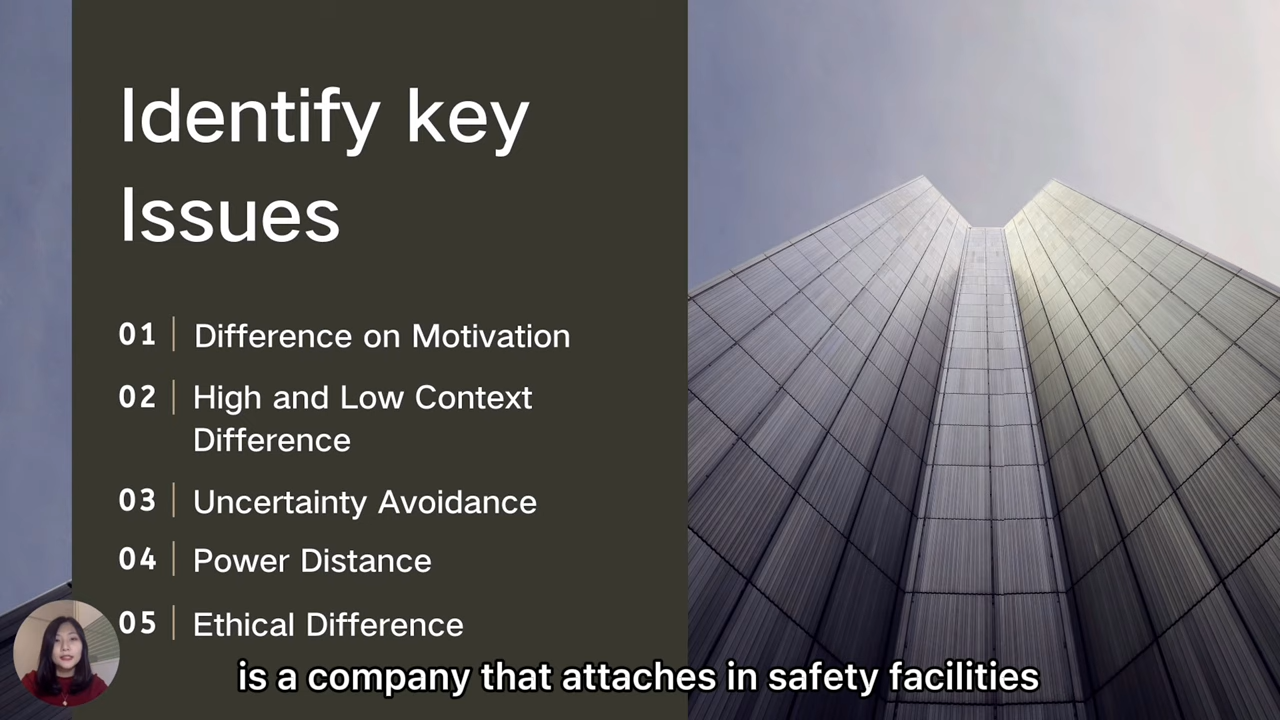 Identify key
Issues
01 Difference on Motivation
02 High and Low Context
Difference
03 Uncertainty Avoidance
04 Power Distance
05 Ethical Difference
is a company that attaches in safety facilities